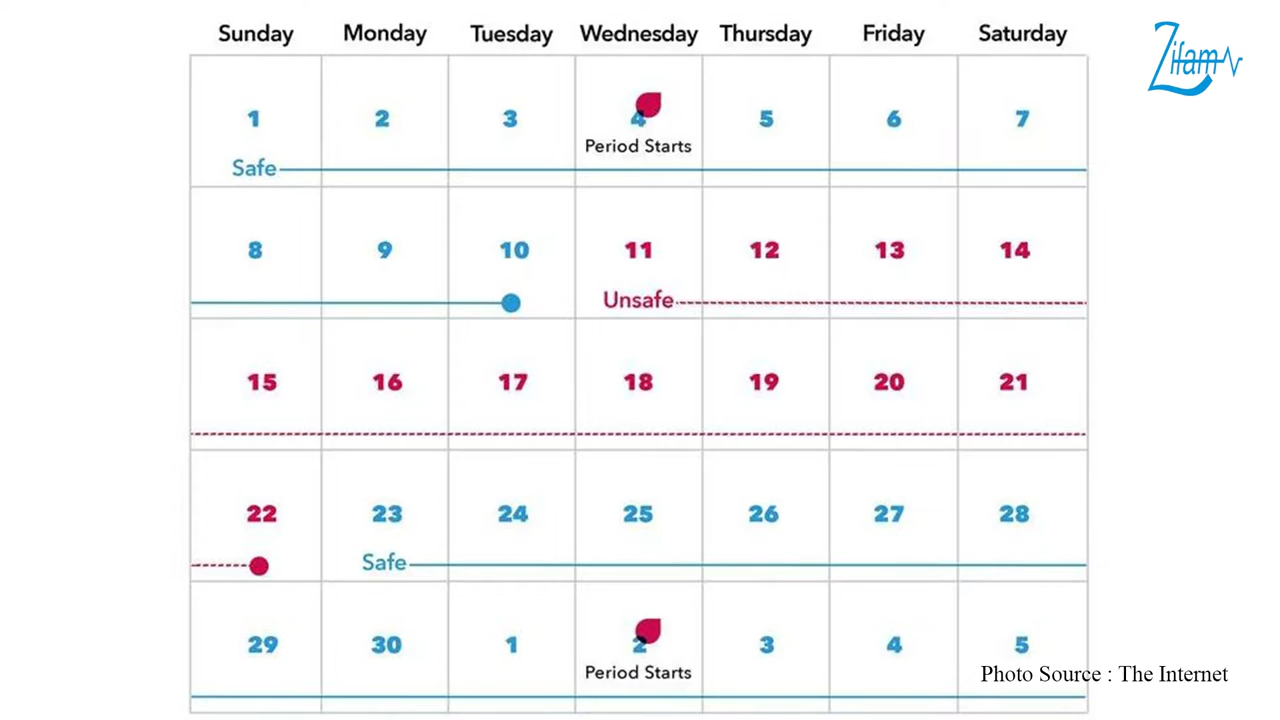 Sunday Monday Tuesday Wednesday Thursday Friday Saturday
Zifam
1 2 3 4 5 6 7
Period Starts
Safe
8 9 10 11 12 13 14
Unsafe
15 16 17 18 19 20 21
22 23 24 25 26 27 28
Safe
29 30 1 2 3 4 5
Period Starts
Photo Source : The Internet